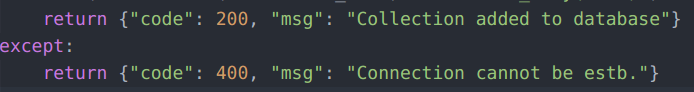 return {"code": 200, "msg": "Collection added to database"}
except:
return {"code": 400, "msg": "Connection cannot be estb."}